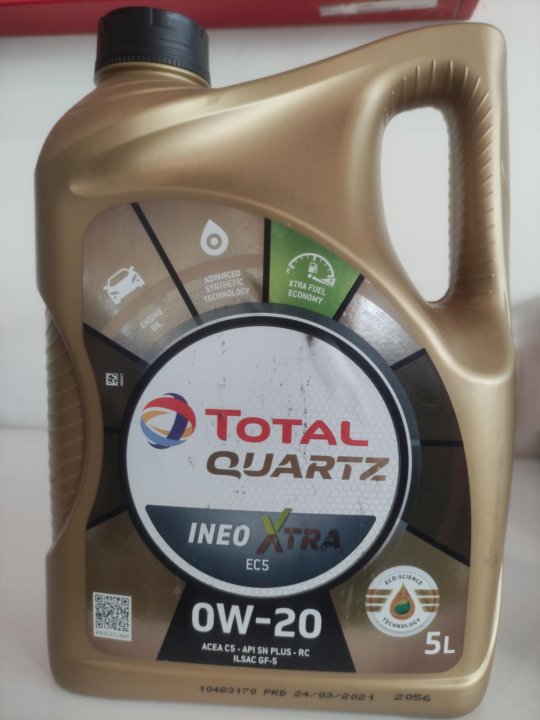 ENGINE
OIL
ADVANCED
SYNTHETIC
TECHNOLOGY
XTRA FUEL
ECONOMY
TOTAL
QUARTZ
INEO XTRA
EC5
0W-20
ACEA C5 - API SN PLUS - RC
ILSAC GF-5
ECO-SCIENCE
TECHNOLOGY
5L
10483170 PRD 24/03/2021 2056